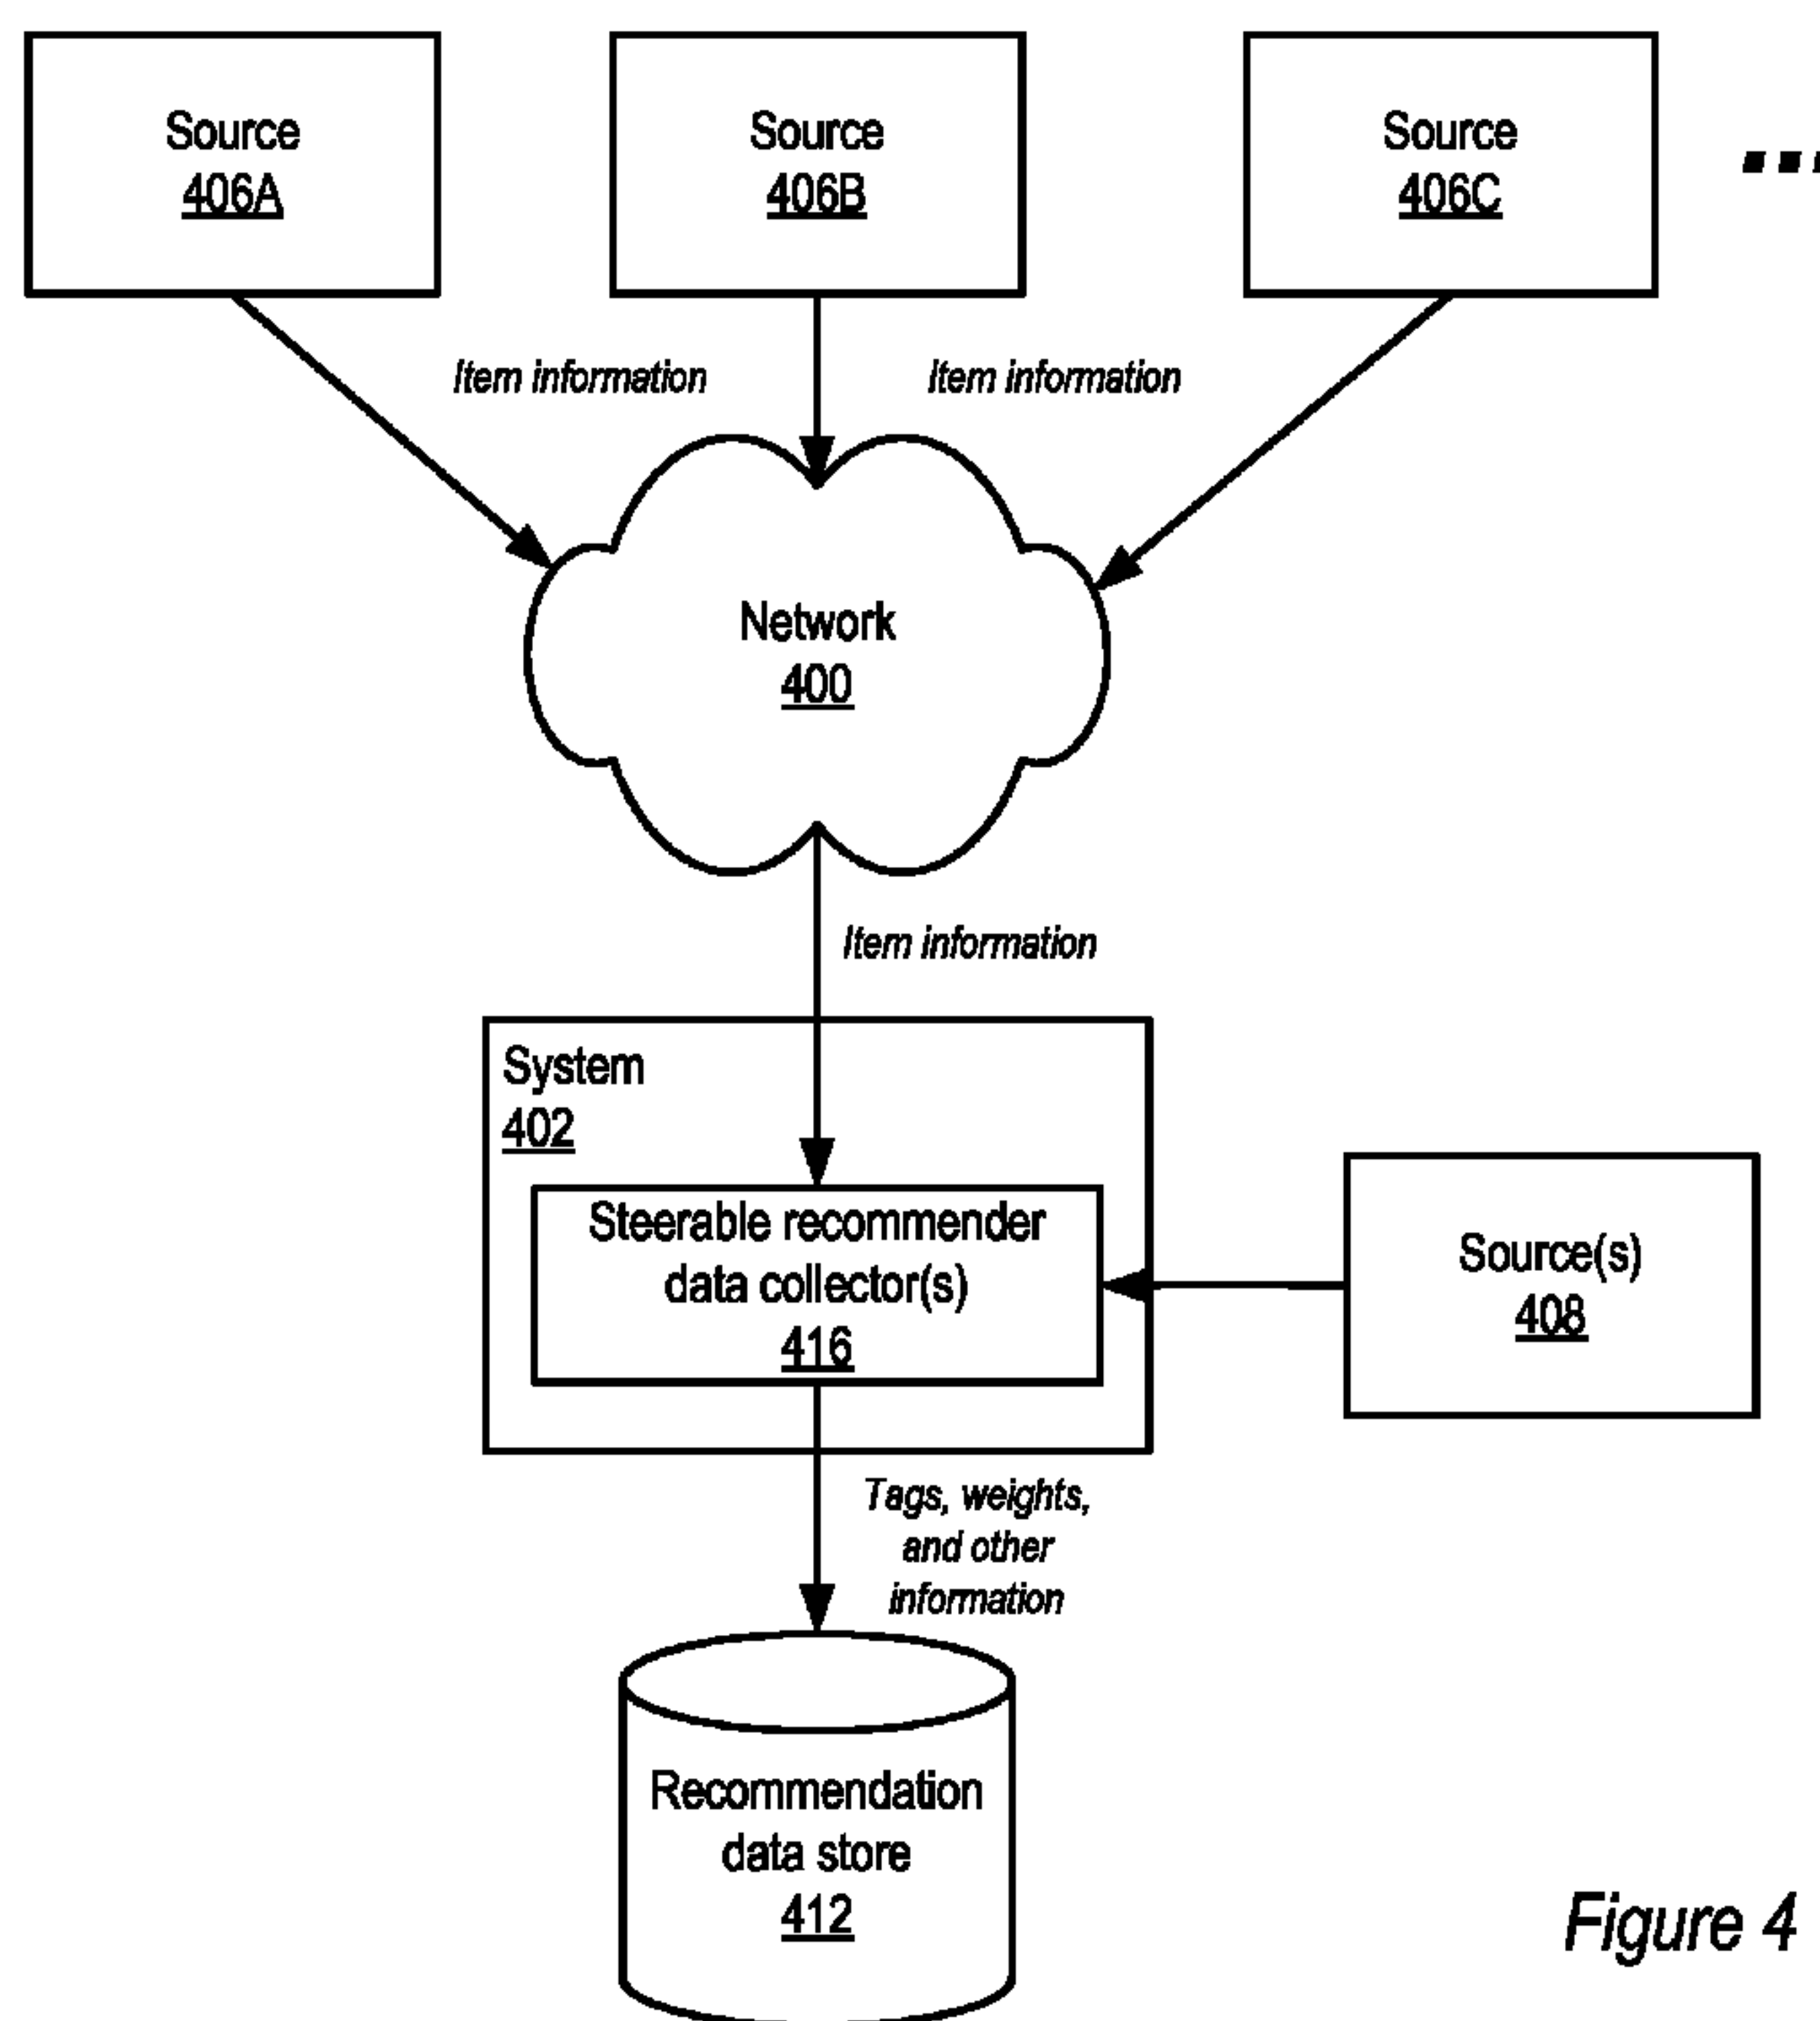 Source
406A
Source
406B
Source
406C
Item information
Item information
Network
400
Item information
System
402
Steerable recommender
data collector(s)
416
Source(s)
408
Tags, weights,
and other
information
Recommendation
data store
412
Figure 4